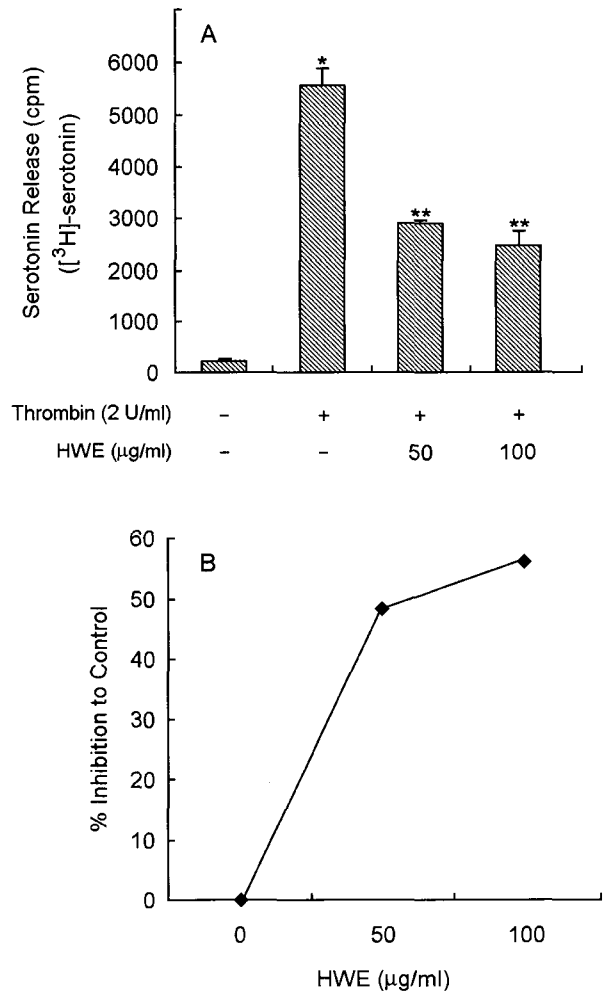 A
Serotonin Release (cpm)
([³H]-serotonin)
6000
5000
4000
3000
2000
1000
0
*
**
**
Thrombin (2 U/ml) − + + +
HWE (μg/ml) − − 50 100
B
% Inhibition to Control
60
50
40
30
20
10
0
0 50 100
HWE (μg/ml)